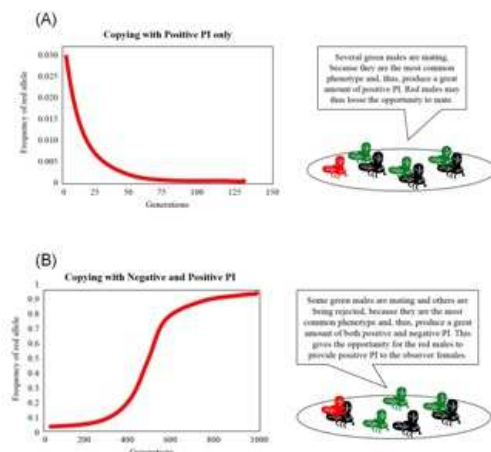 (A)
Copying with Positive PI only
Several green males are mating,
because they are the most common
phenotype and, thus, produce a great
amount of positive PI. Red males may
thus loose the opportunity to mate.
Frequency of red allele
0.030
0.025
0.020
0.015
0.010
0.005
0
0 25 50 75 100 125 150
Generations
(B)
Copying with Negative and Positive PI
Some green males are mating and others are
being rejected, because they are the most
common phenotype and, thus, produce a great
amount of both positive and negative PI. This
gives the opportunity for the red males to
provide positive PI to the observer females.
Frequency of red allele
1
0.9
0.8
0.7
0.6
0.5
0.4
0.3
0.2
0.1
0
0 200 400 600 800 1000
Generations